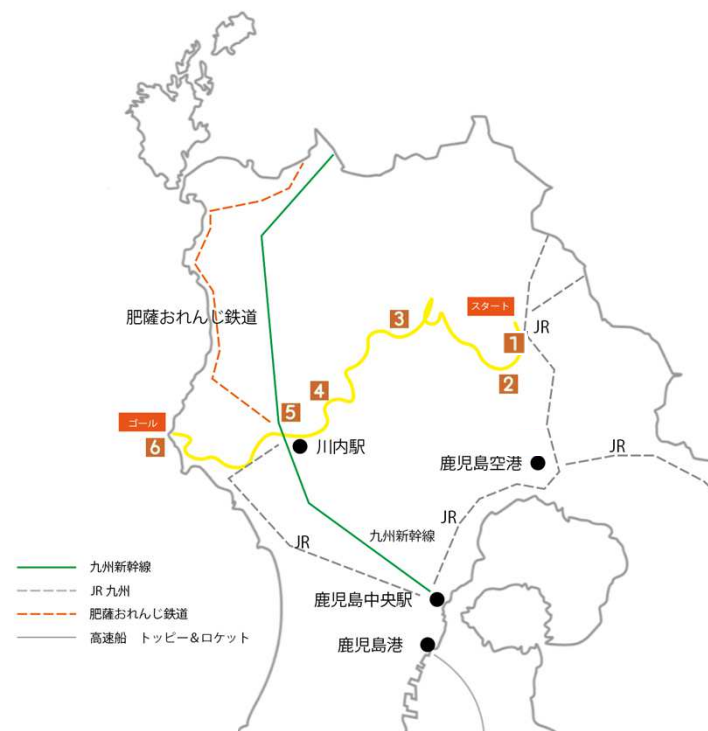 スタート
JR
3
1
肥薩おれんじ鉄道
2
4
5
ゴール
6
川内駅
鹿児島空港
JR
JR
九州新幹線
JR
九州新幹線
JR 九州
鹿児島中央駅
肥薩おれんじ鉄道
高速船 トッピー&ロケット
鹿児島港